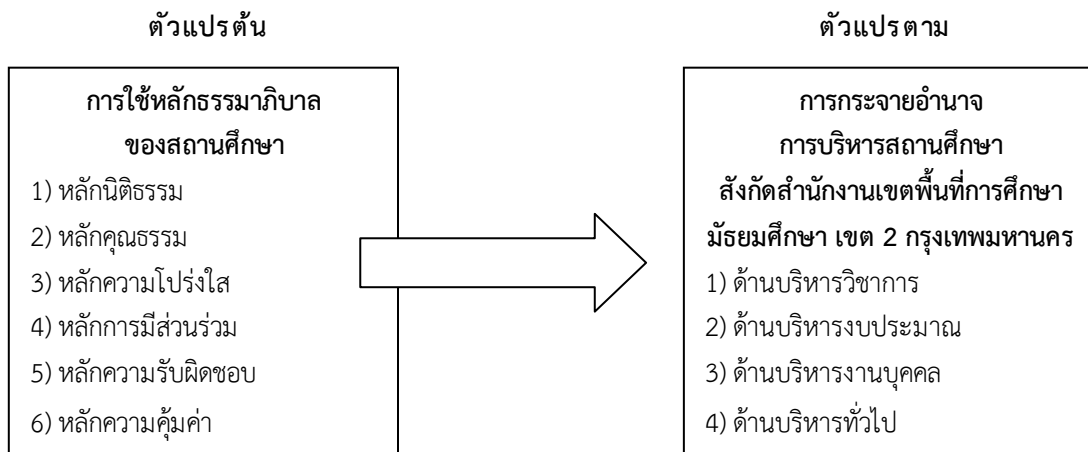 ตัวแปรต้น
การใช้หลักธรรมาภิบาล
ของสถานศึกษา
1) หลักนิติธรรม
2) หลักคุณธรรม
3) หลักความโปร่งใส
4) หลักการมีส่วนร่วม
5) หลักความรับผิดชอบ
6) หลักความคุ้มค่า
ตัวแปรตาม
การกระจายอำนาจ
การบริหารสถานศึกษา
สังกัดสำนักงานเขตพื้นที่การศึกษา
มัธยมศึกษา เขต 2 กรุงเทพมหานคร
1) ด้านบริหารวิชาการ
2) ด้านบริหารงบประมาณ
3) ด้านบริหารงานบุคคล
4) ด้านบริหารทั่วไป